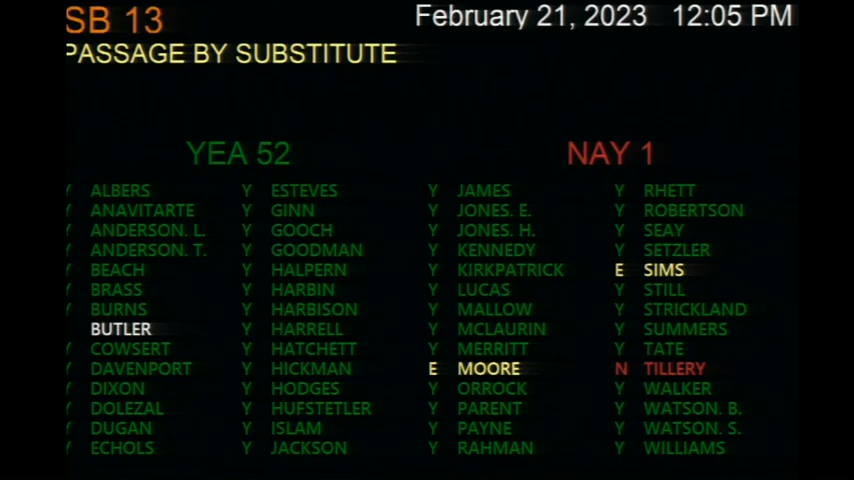 SB 13 February 21, 2023 12:05 PM
PASSAGE BY SUBSTITUTE
YEA 52 NAY 1
Y ALBERS Y ESTEVES Y JAMES Y RHETT
Y ANAVITARTE Y GINN Y JONES. E. Y ROBERTSON
Y ANDERSON. L. Y GOOCH Y JONES. H. Y SEAY
Y ANDERSON. T. Y GOODMAN Y KENNEDY Y SETZLER
Y BEACH Y HALPERN Y KIRKPATRICK E SIMS
Y BRASS Y HARBIN Y LUCAS Y STILL
Y BURNS Y HARBISON Y MALLOW Y STRICKLAND
BUTLER Y HARRELL Y MCLAURIN Y SUMMERS
Y COWSERT Y HATCHETT Y MERRITT Y TATE
Y DAVENPORT Y HICKMAN E MOORE N TILLERY
Y DIXON Y HODGES Y ORROCK Y WALKER
Y DOLEZAL Y HUFSTETLER Y PARENT Y WATSON. B.
Y DUGAN Y ISLAM Y PAYNE Y WATSON. S.
Y ECHOLS Y JACKSON Y RAHMAN Y WILLIAMS